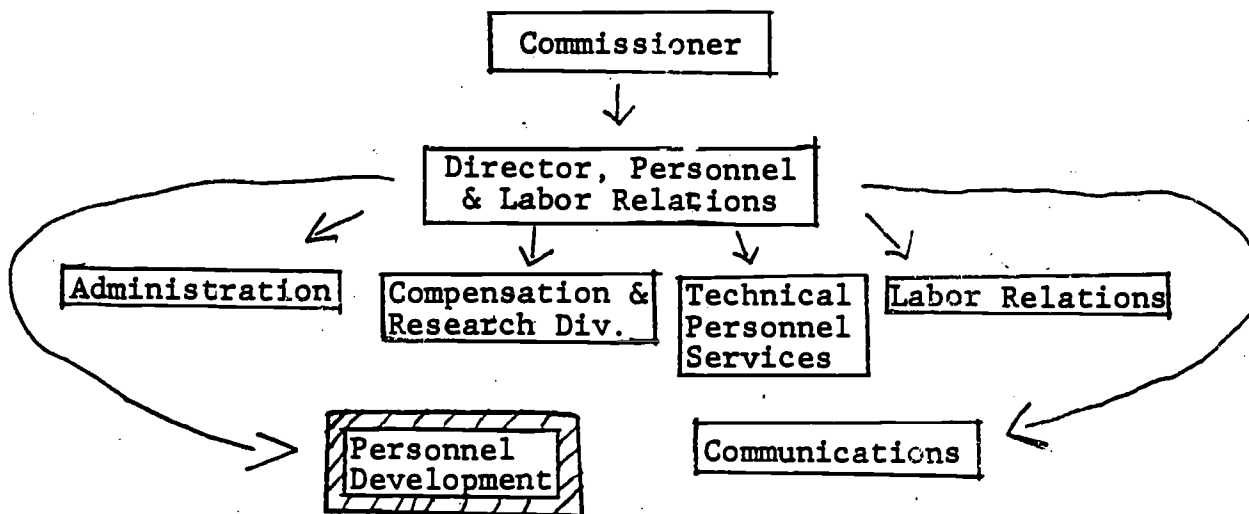 Commissioner
Director, Personnel
& Labor Relations
Administration
Compensation &
Research Div.
Technical
Personnel
Services
Labor Relations
Personnel
Development
Communications